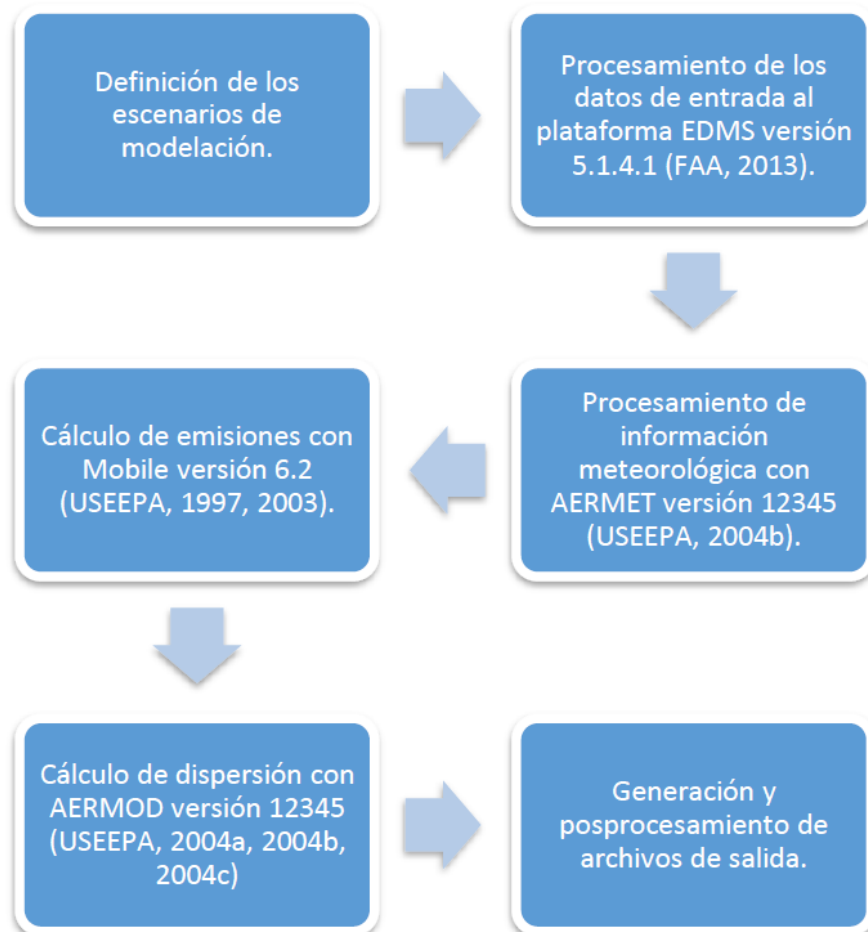 Definición de los
escenarios de
modelación.
Procesamiento de los
datos de entrada al
plataforma EDMS versión
5.1.4.1 (FAA, 2013).
Procesamiento de
información
meteorológica con
AERMET versión 12345
(USEEPA, 2004b).
Cálculo de emisiones con
Mobile versión 6.2
(USEEPA, 1997, 2003).
Cálculo de dispersión con
AERMOD versión 12345
(USEEPA, 2004a, 2004b,
2004c)
Generación y
posprocesamiento de
archivos de salida.